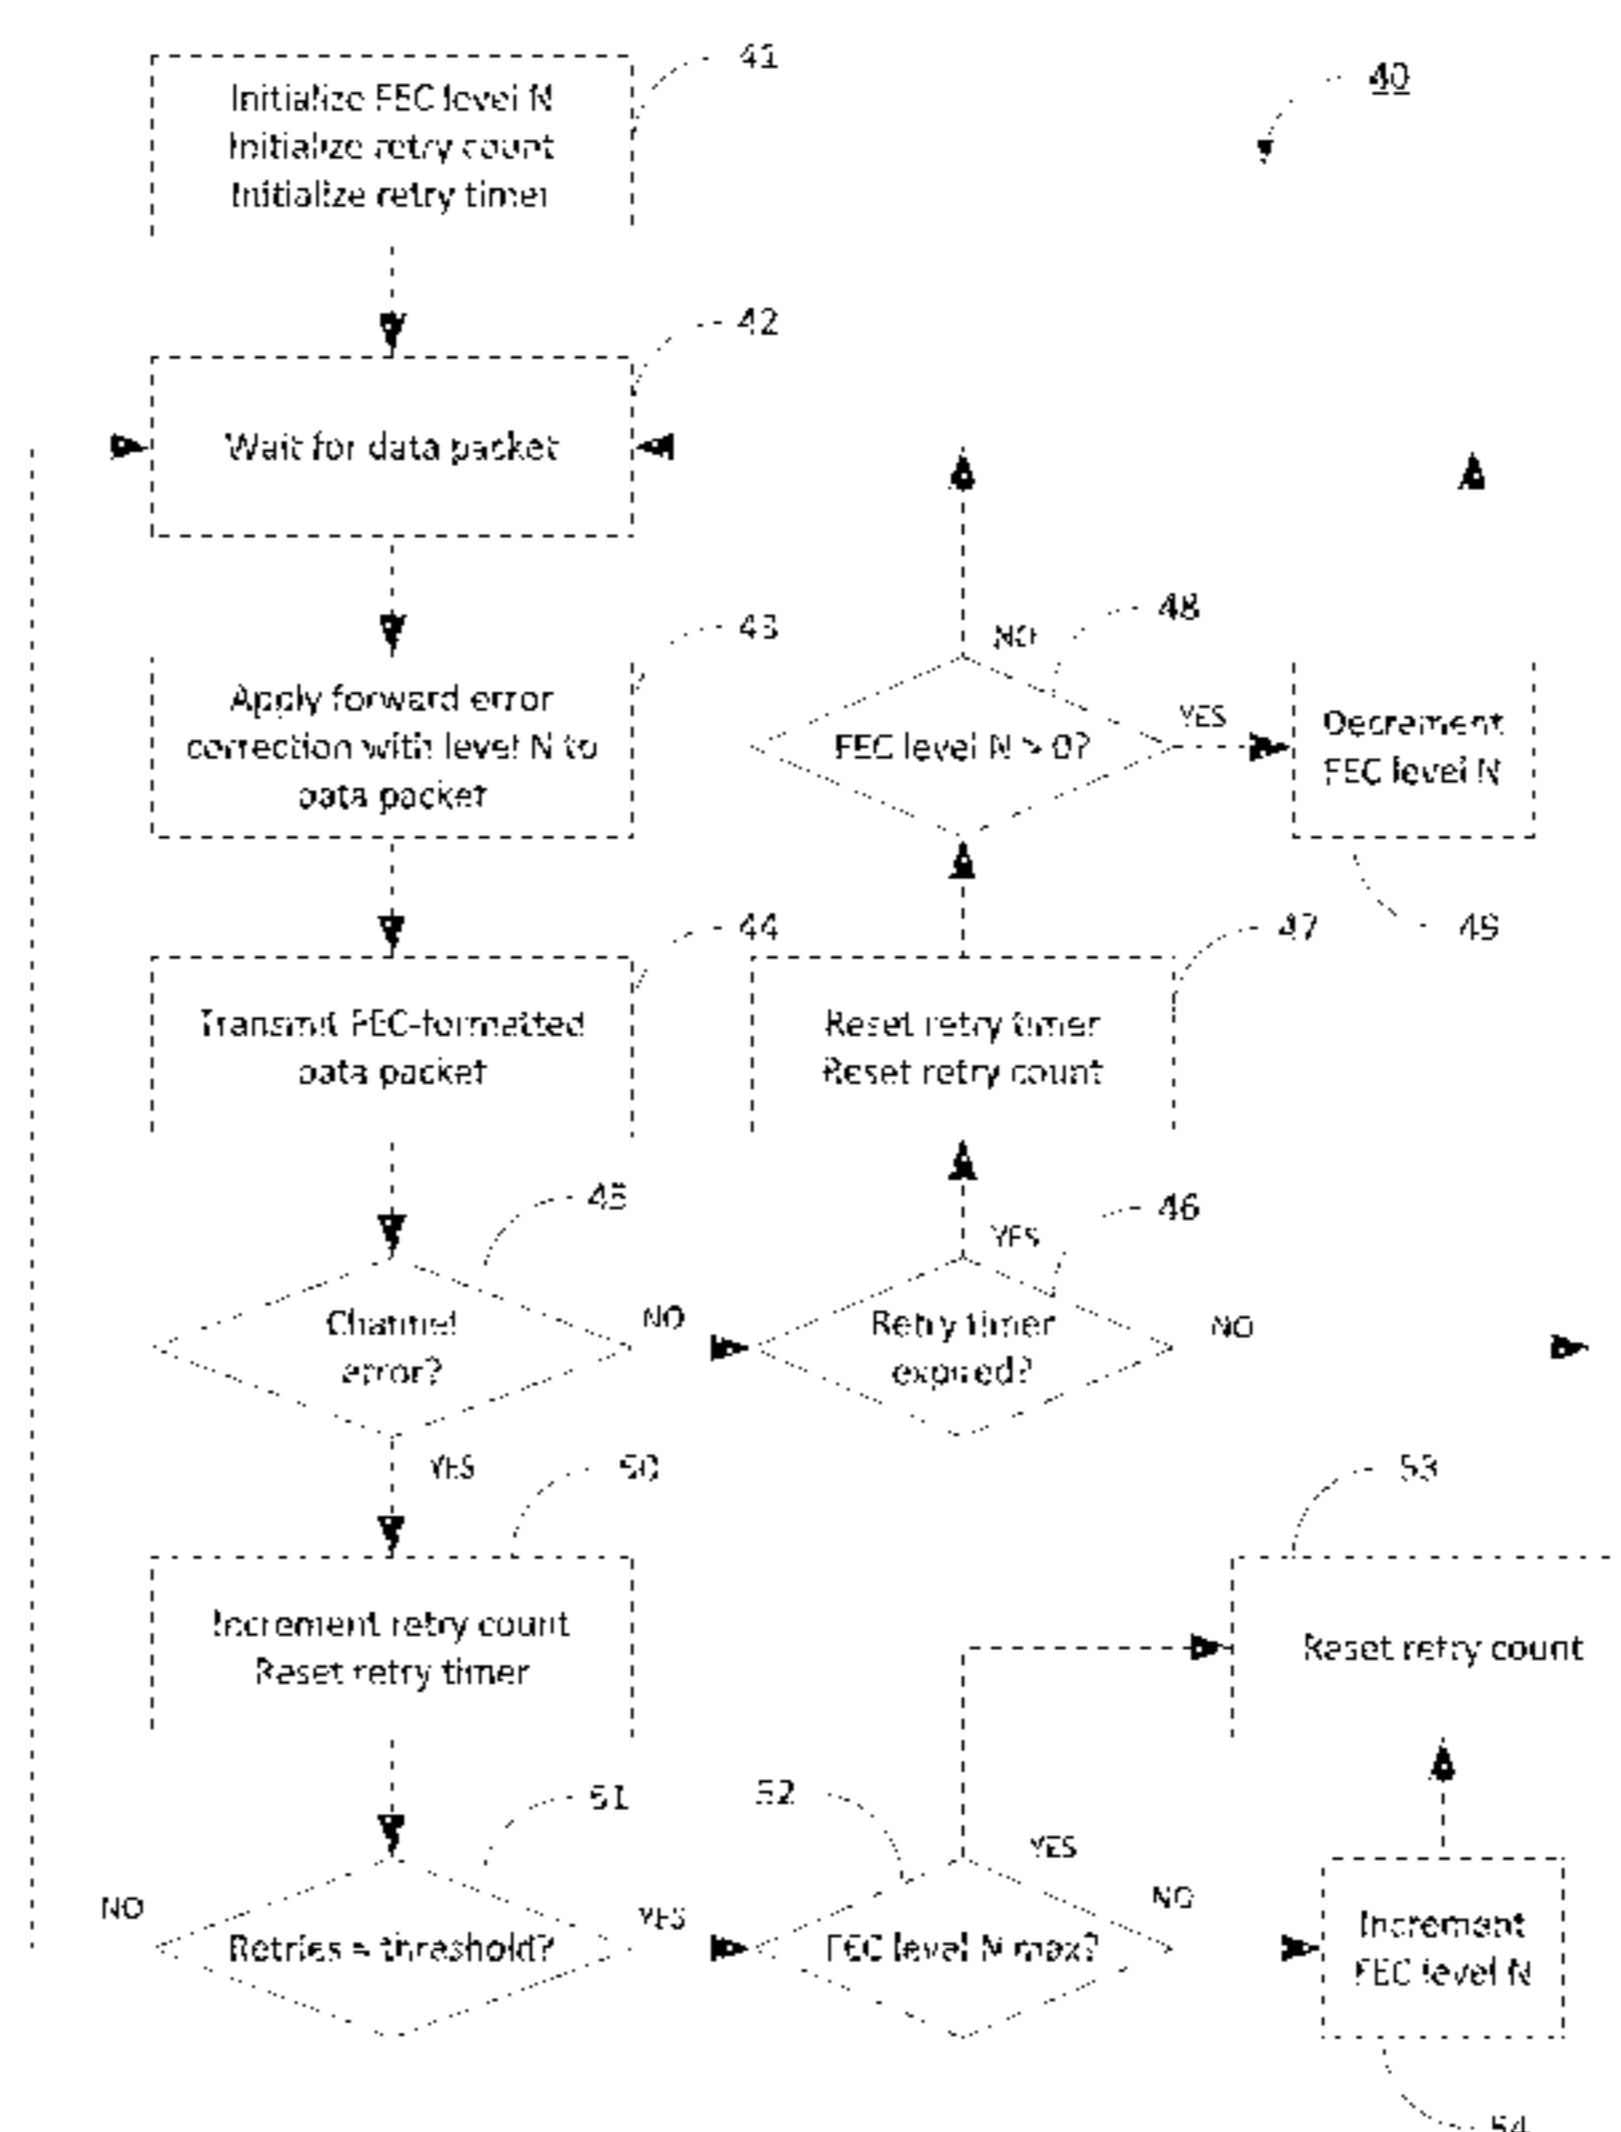 41
40
Initialize FEC level N
Initialize retry count
Initialize retry timer
42
Wait for data packet
43
Apply forward error
correction with level N to
data packet
48
NO
FEC level N > 0?
YES
Decrement
FEC level N
49
44
Transmit FEC-formatted
data packet
47
Reset retry timer
Reset retry count
45
Channel
error?
NO
46
YES
Retry timer
expired?
NO
YES
50
Increment retry count
Reset retry timer
53
Reset retry count
51
NO
Retries = threshold?
YES
52
YES
FEC level N max?
NO
Increment
FEC level N
54